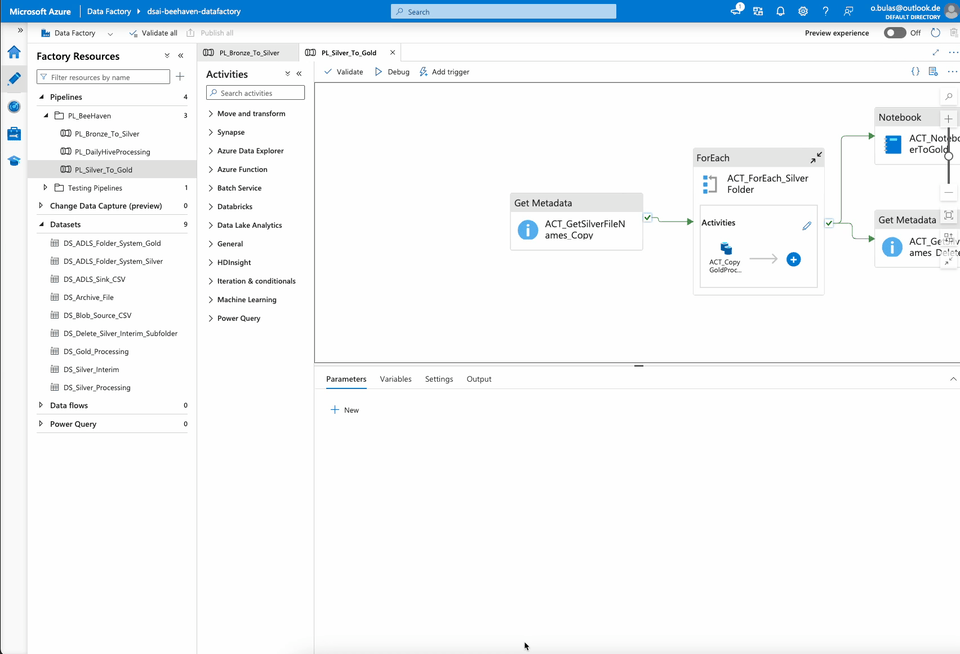 Microsoft Azure
Data Factory
dsai-beehaven-datafactory
Search
1
o.bulas@outlook.de
DEFAULT DIRECTORY
Data Factory
Validate all
Publish all
Preview experience
Off
Factory Resources
Filter resources by name
Pipelines 4
PL_BeeHaven 3
PL_Bronze_To_Silver
PL_DailyHiveProcessing
PL_Silver_To_Gold
Testing Pipelines 1
Change Data Capture (preview) 0
Datasets 9
DS_ADLS_Folder_System_Gold
DS_ADLS_Folder_System_Silver
DS_ADLS_Sink_CSV
DS_Archive_File
DS_Blob_Source_CSV
DS_Delete_Silver_Interim_Subfolder
DS_Gold_Processing
DS_Silver_Interim
DS_Silver_Processing
Data flows 0
Power Query 0
PL_Bronze_To_Silver
PL_Silver_To_Gold
Activities
Search activities
Move and transform
Synapse
Azure Data Explorer
Azure Function
Batch Service
Databricks
Data Lake Analytics
General
HDInsight
Iteration & conditionals
Machine Learning
Power Query
Validate
Debug
Add trigger
Get Metadata
ACT_GetSilverFileN
ames_Copy
ForEach
ACT_ForEach_Silver
Folder
Activities
ACT_Copy
GoldProc...
Notebook
ACT_Notebo
erToGold
Get Metadata
Parameters
Variables
Settings
Output
New